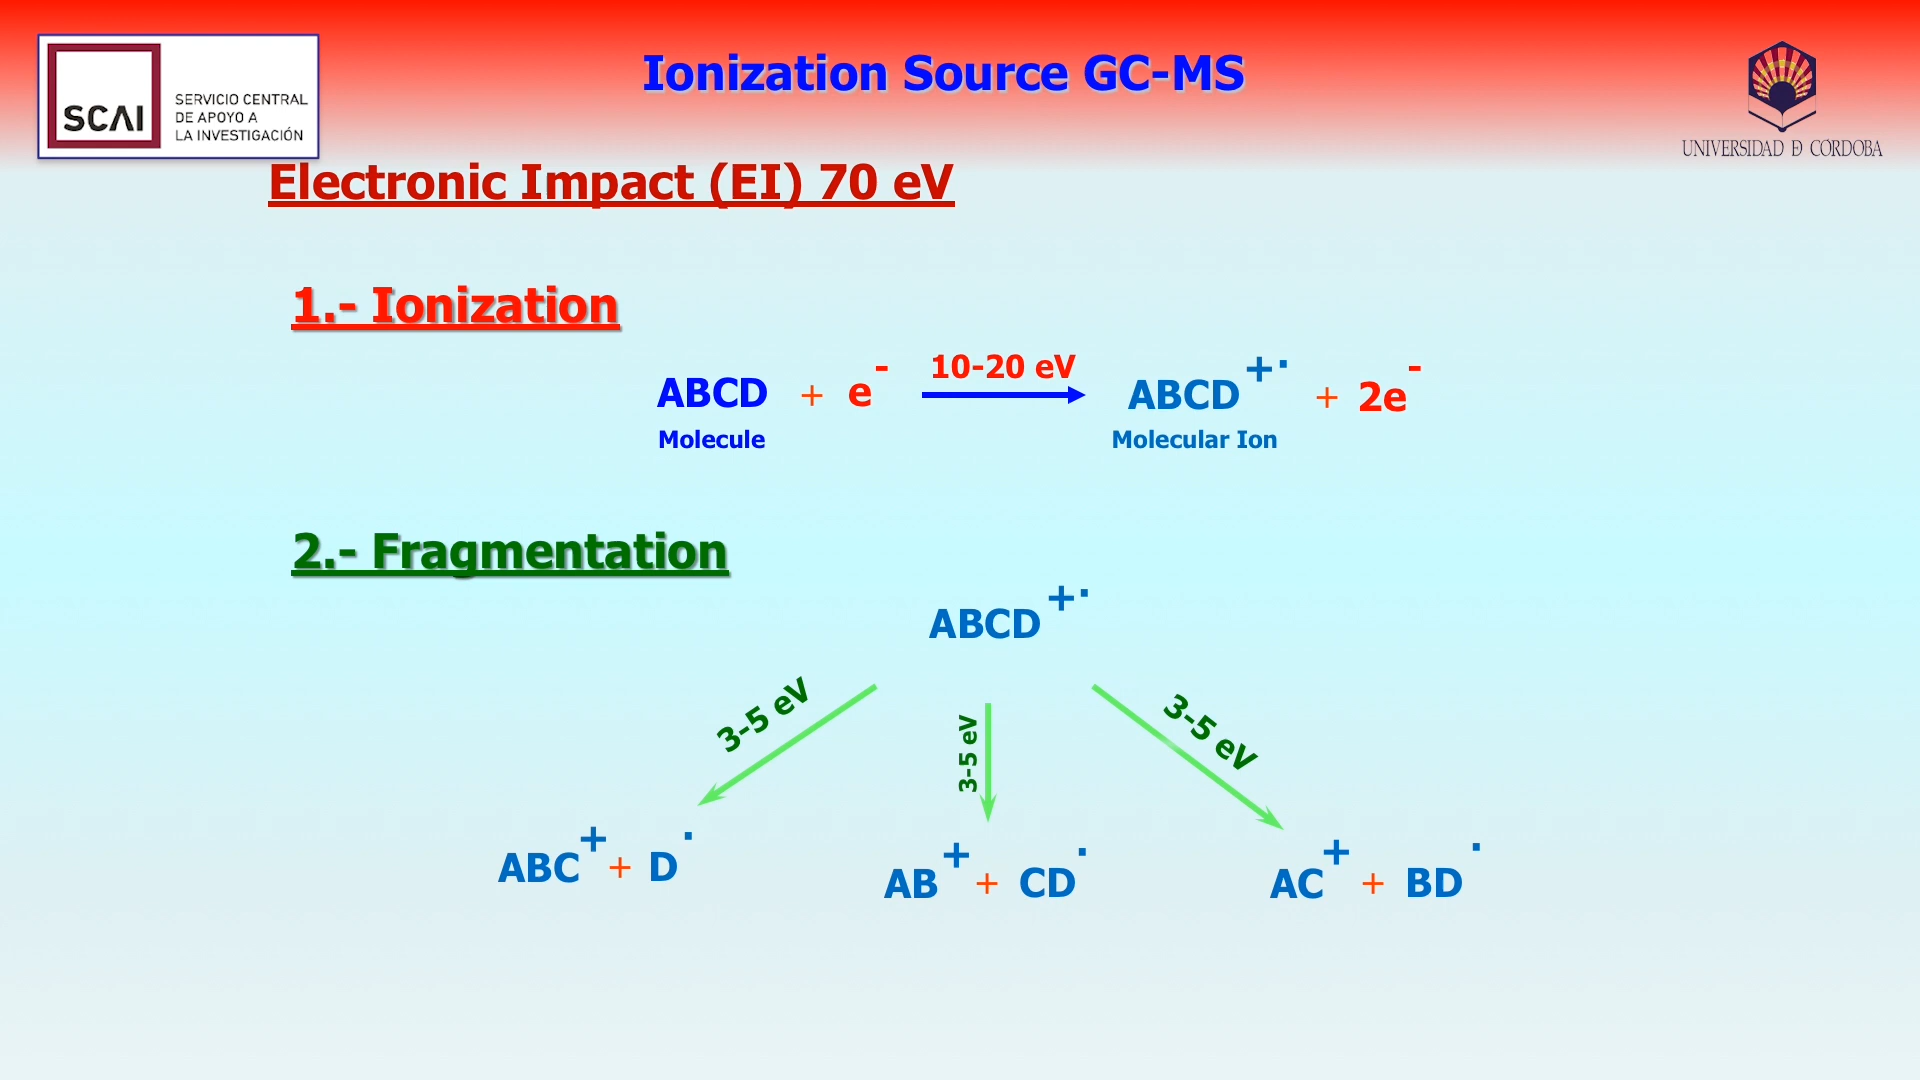 Ionization Source GC-MS
SCAI
SERVICIO CENTRAL
DE APOYO A
LA INVESTIGACIÓN
UNIVERSIDAD Ð CÓRDOBA
Electronic Impact (EI) 70 eV
1.- Ionization
ABCD + e- 10-20 eV ABCD+· + 2e-
Molecule Molecular Ion
2.- Fragmentation
ABCD+·
3-5 eV 3-5 eV 3-5 eV
ABC+ + D·
AB+ + CD·
AC+ + BD·